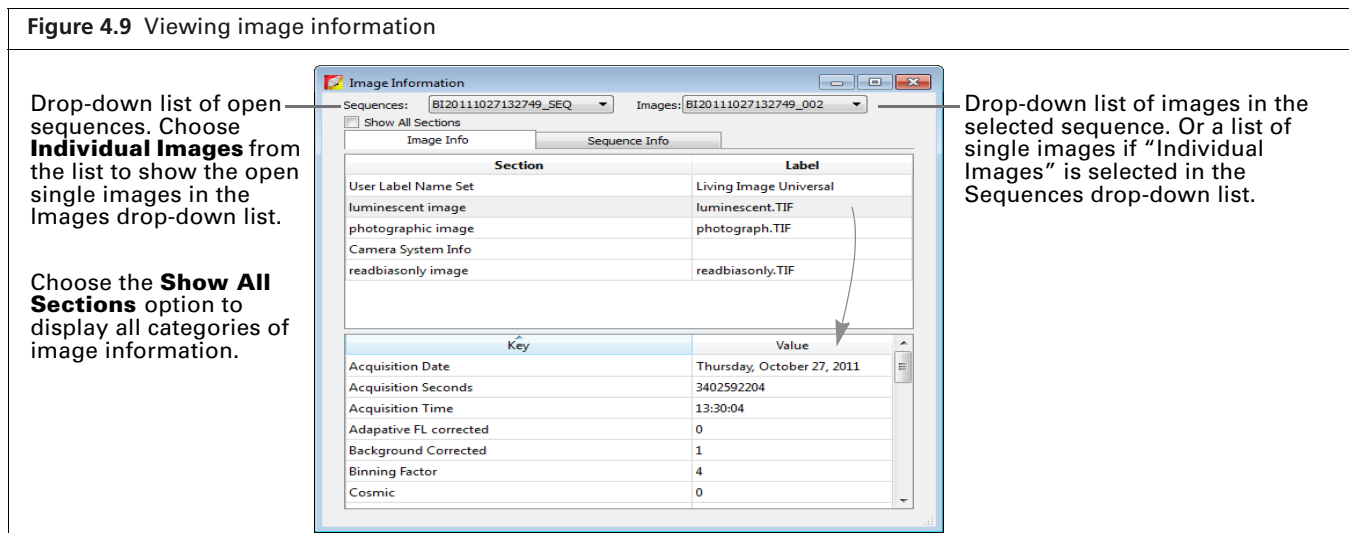 Figure 4.9 Viewing image information
Drop-down list of open
sequences. Choose
Individual Images from
the list to show the open
single images in the
Images drop-down list.
Choose the Show All
Sections option to
display all categories of
image information.
Image Information
Sequences: BI20111027132749_SEQ Images: BI20111027132749_002
Show All Sections
Image Info Sequence Info
Section Label
User Label Name Set Living Image Universal
luminescent image luminescent.TIF
photographic image photograph.TIF
Camera System Info
readbiasonly image readbiasonly.TIF
Key Value
Acquisition Date Thursday, October 27, 2011
Acquisition Seconds 3402592204
Acquisition Time 13:30:04
Adapative FL corrected 0
Background Corrected 1
Binning Factor 4
Cosmic 0
Drop-down list of images in the
selected sequence. Or a list of
single images if “Individual
Images” is selected in the
Sequences drop-down list.